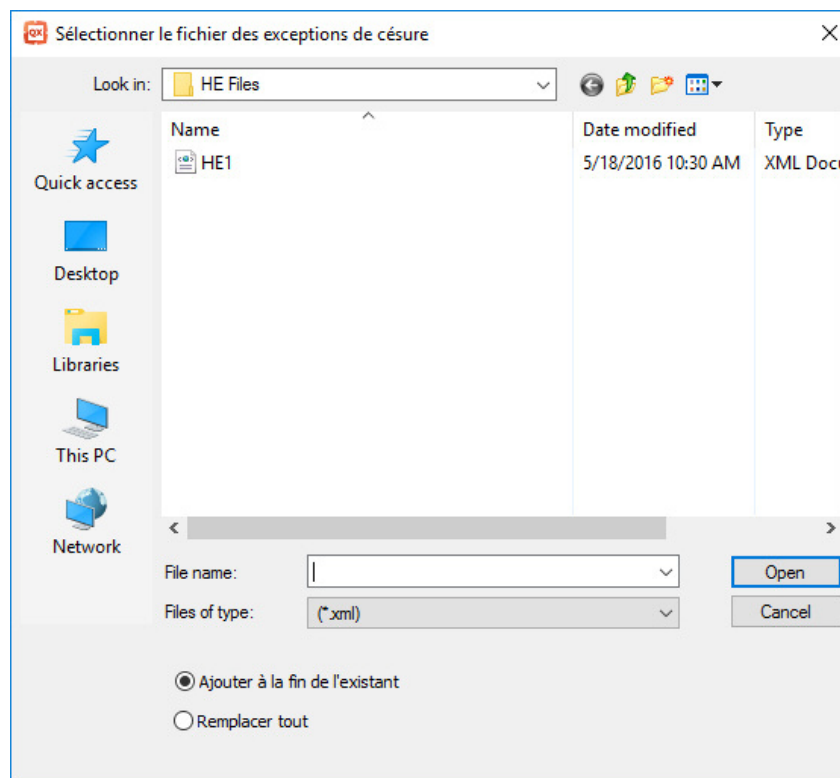 Sélectionner le fichier des exceptions de césure
Look in: HE Files
Name Date modified Type
HE1 5/18/2016 10:30 AM XML Docu
Quick access
Desktop
Libraries
This PC
Network
File name: Open
Files of type: (*.xml) Cancel
Ajouter à la fin de l'existant
Remplacer tout